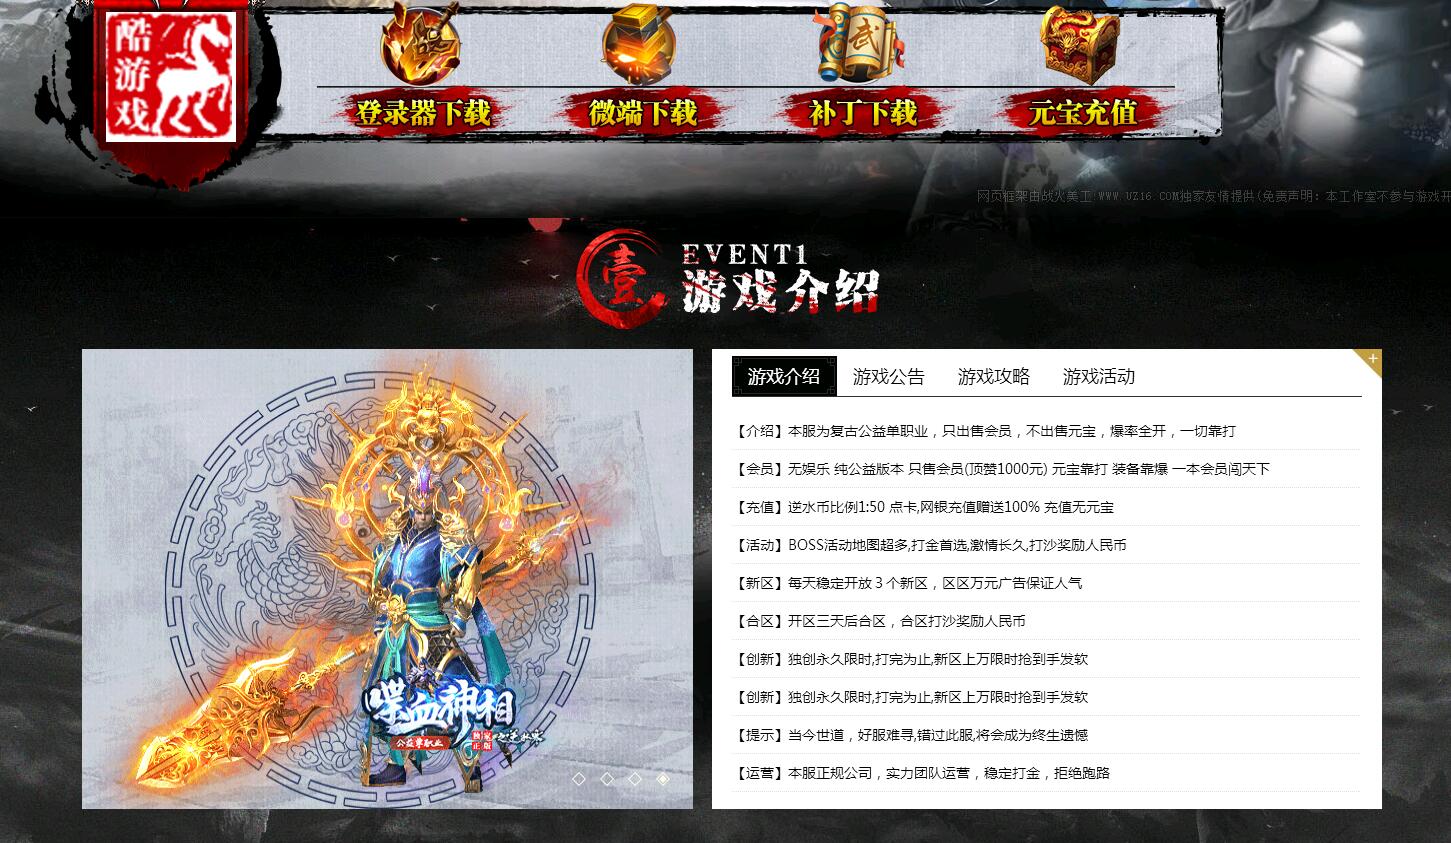 酷
游
戏
登录器下载
微端下载
补丁下载
元宝充值
武
网页框架由战火美工:WWW.UZ16.COM独家友情提供(免责声明：本工作室不参与游戏开
壹
EVENT1
游戏介绍
游戏介绍
游戏公告
游戏攻略
游戏活动
+
【介绍】本服为复古公益单职业，只出售会员，不出售元宝，爆率全开，一切靠打
【会员】无娱乐 纯公益版本 只售会员(顶赞1000元) 元宝靠打 装备靠爆 一本会员闯天下
【充值】逆水币比例1:50 点卡,网银充值赠送100% 充值无元宝
【活动】BOSS活动地图超多,打金首选,激情长久,打沙奖励人民币
【新区】每天稳定开放３个新区，区区万元广告保证人气
【合区】开区三天后合区，合区打沙奖励人民币
【创新】独创永久限时,打完为止,新区上万限时抢到手发软
【创新】独创永久限时,打完为止,新区上万限时抢到手发软
【提示】当今世道，好服难寻,错过此服,将会成为终生遗憾
【运营】本服正规公司，实力团队运营，稳定打金，拒绝跑路
喋血神相
公益单职业
独家
正版